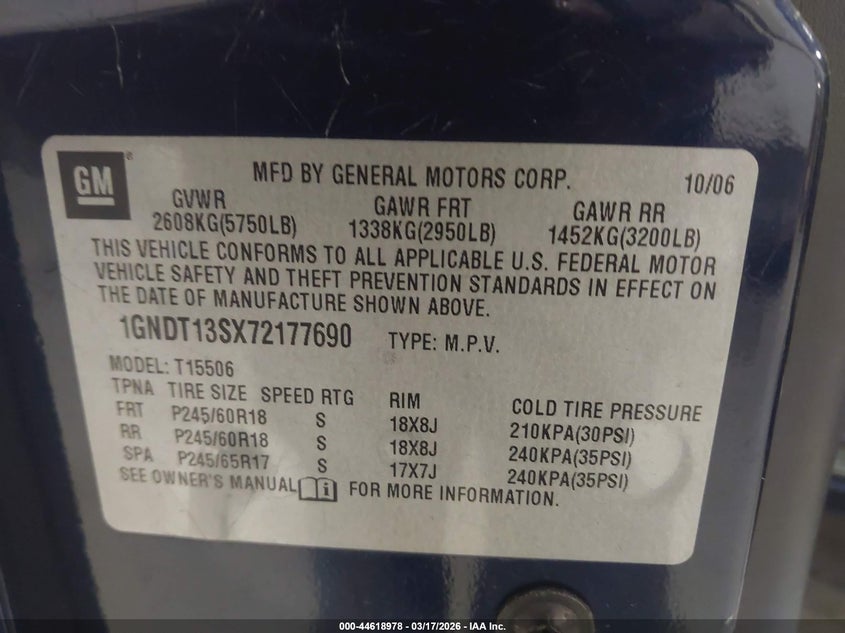 GM
MFD BY GENERAL MOTORS CORP. 10/06
GVWR GAWR FRT GAWR RR
2608KG(5750LB) 1338KG(2950LB) 1452KG(3200LB)
THIS VEHICLE CONFORMS TO ALL APPLICABLE U.S. FEDERAL MOTOR
VEHICLE SAFETY AND THEFT PREVENTION STANDARDS IN EFFECT ON
THE DATE OF MANUFACTURE SHOWN ABOVE.
1GNDT13SX72177690 TYPE: M.P.V.
MODEL: T15506
TPNA TIRE SIZE SPEED RTG RIM COLD TIRE PRESSURE
FRT P245/60R18 S 18X8J 210KPA(30PSI)
RR P245/60R18 S 18X8J 240KPA(35PSI)
SPA P245/65R17 S 17X7J 240KPA(35PSI)
SEE OWNER'S MANUAL FOR MORE INFORMATION.
000-44618978 - 03/17/2026 - IAA Inc.